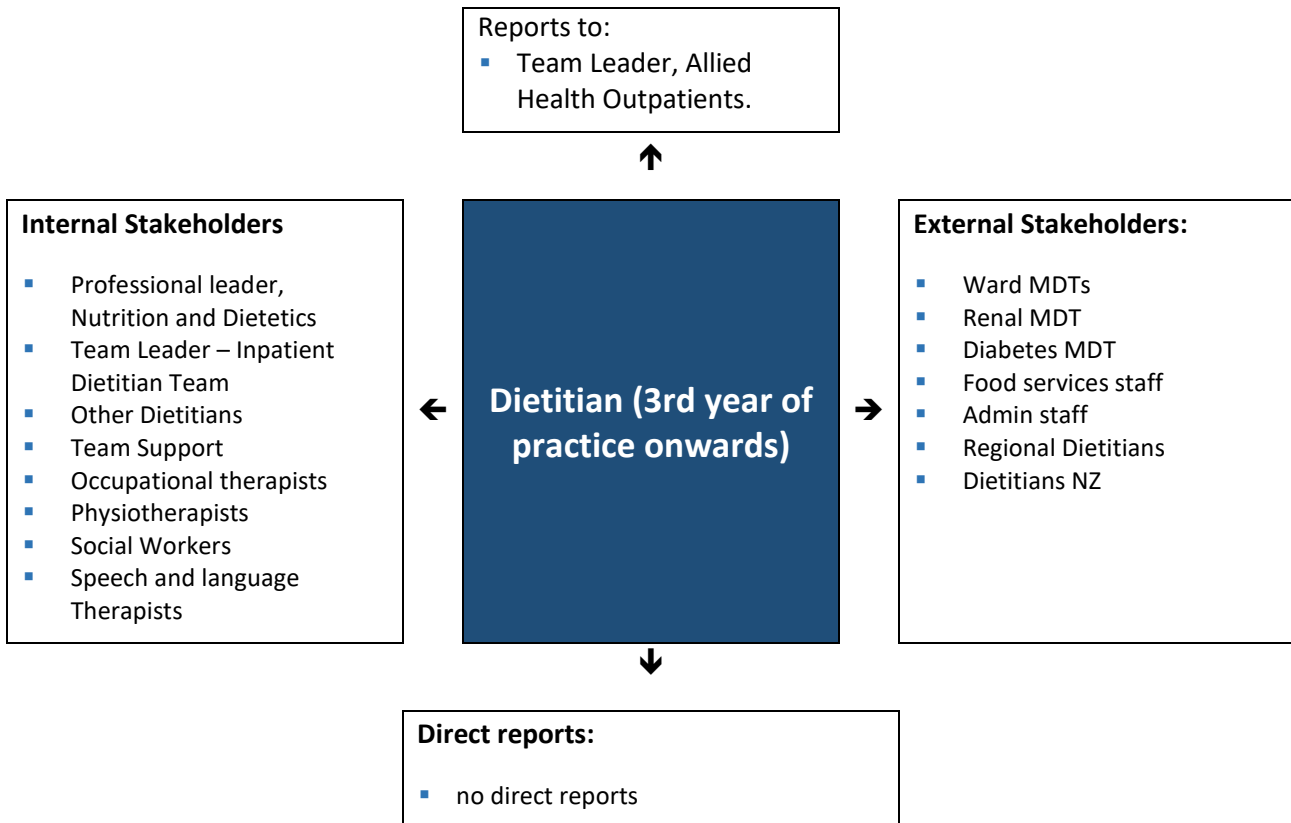 Reports to:
▪ Team Leader, Allied
Health Outpatients.
🡱
Internal Stakeholders
▪ Professional leader,
Nutrition and Dietetics
▪ Team Leader – Inpatient
Dietitian Team
▪ Other Dietitians
▪ Team Support
▪ Occupational therapists
▪ Physiotherapists
▪ Social Workers
▪ Speech and language
Therapists
🡰
Dietitian (3rd year of
practice onwards)
🡲
External Stakeholders:
▪ Ward MDTs
▪ Renal MDT
▪ Diabetes MDT
▪ Food services staff
▪ Admin staff
▪ Regional Dietitians
▪ Dietitians NZ
🡳
Direct reports:
▪ no direct reports